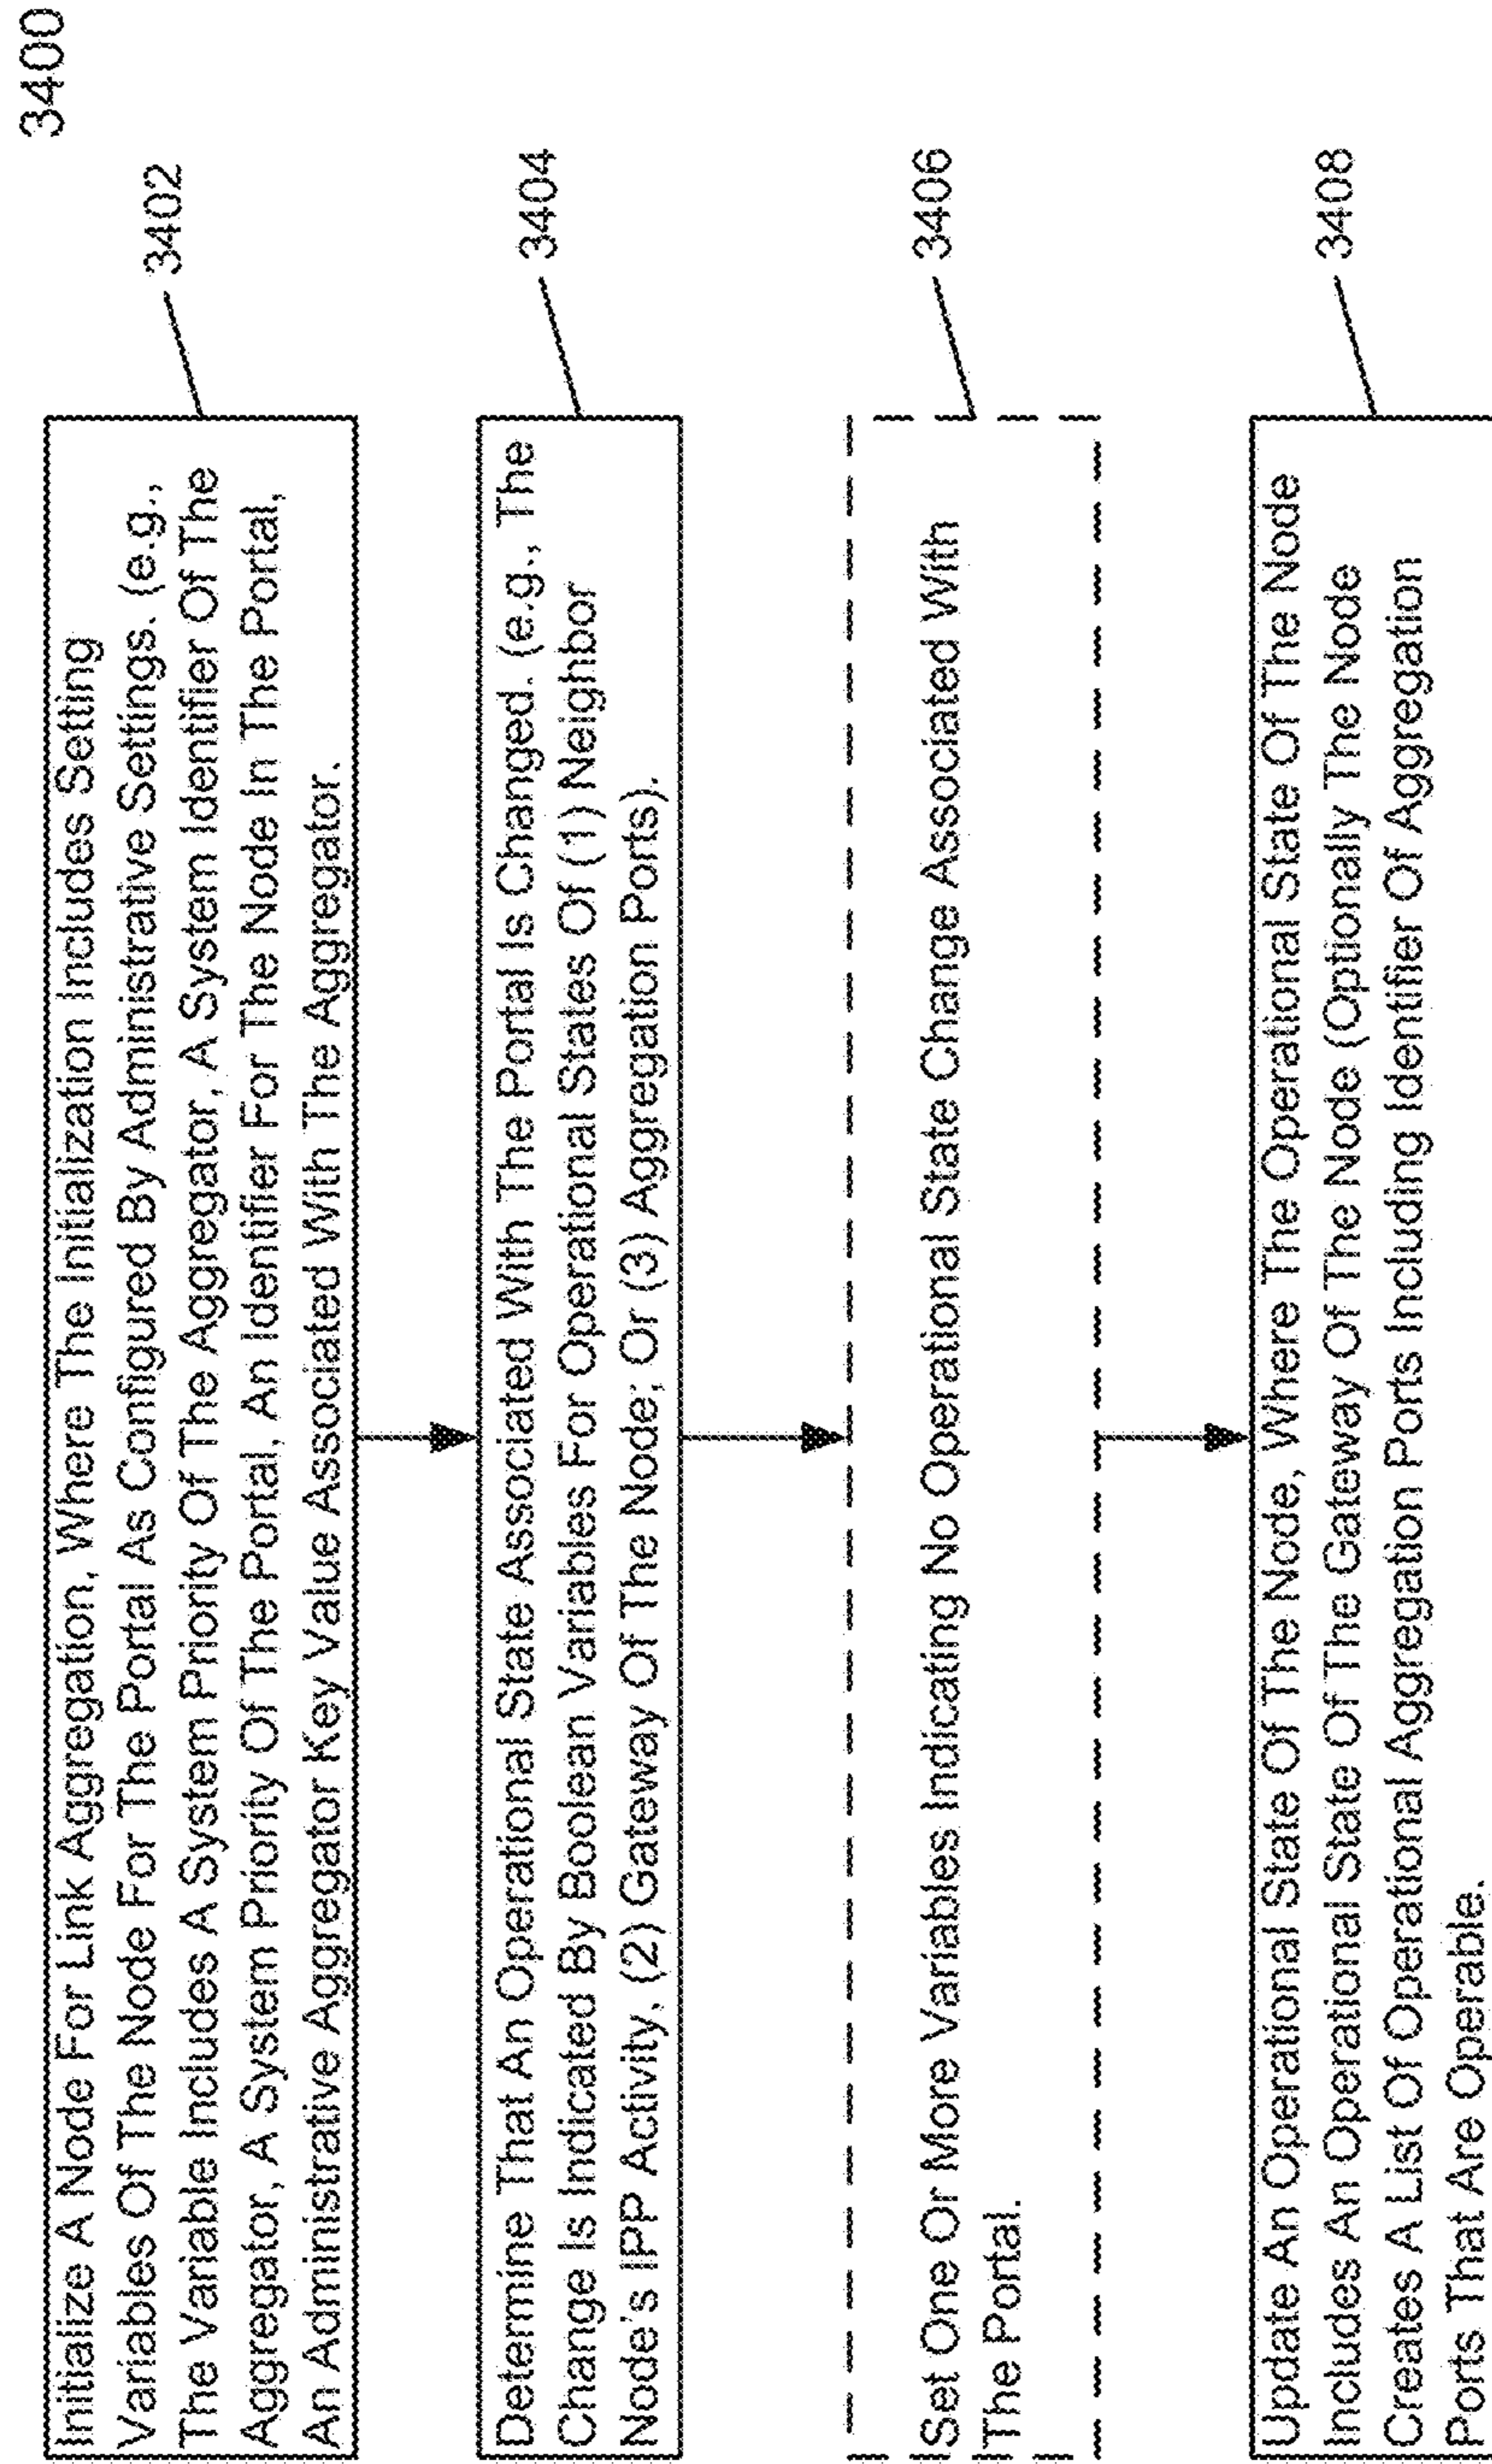 3400
Initialize A Node For Link Aggregation, Where The Initialization Includes Setting
Variables Of The Node For The Portal As Configured By Administrative Settings. (e.g.,
The Variable Includes A System Priority Of The Aggregator, A System Identifier Of The
Aggregator, A System Priority Of The Portal, An Identifier For The Node In The Portal,
An Administrative Aggregator Key Value Associated With The Aggregator.
3402
Determine That An Operational State Associated With The Portal Is Changed. (e.g., The
Change Is Indicated By Boolean Variables For Operational States Of (1) Neighbor
Node's IPP Activity, (2) Gateway Of The Node; Or (3) Aggregation Ports).
3404
Set One Or More Variables Indicating No Operational State Change Associated With
The Portal.
3406
Update An Operational State Of The Node, Where The Operational State Of The Node
Includes An Operational State Of The Gateway Of The Node (Optionally The Node
Creates A List Of Operational Aggregation Ports Including Identifier Of Aggregation
Ports That Are Operable.
3408